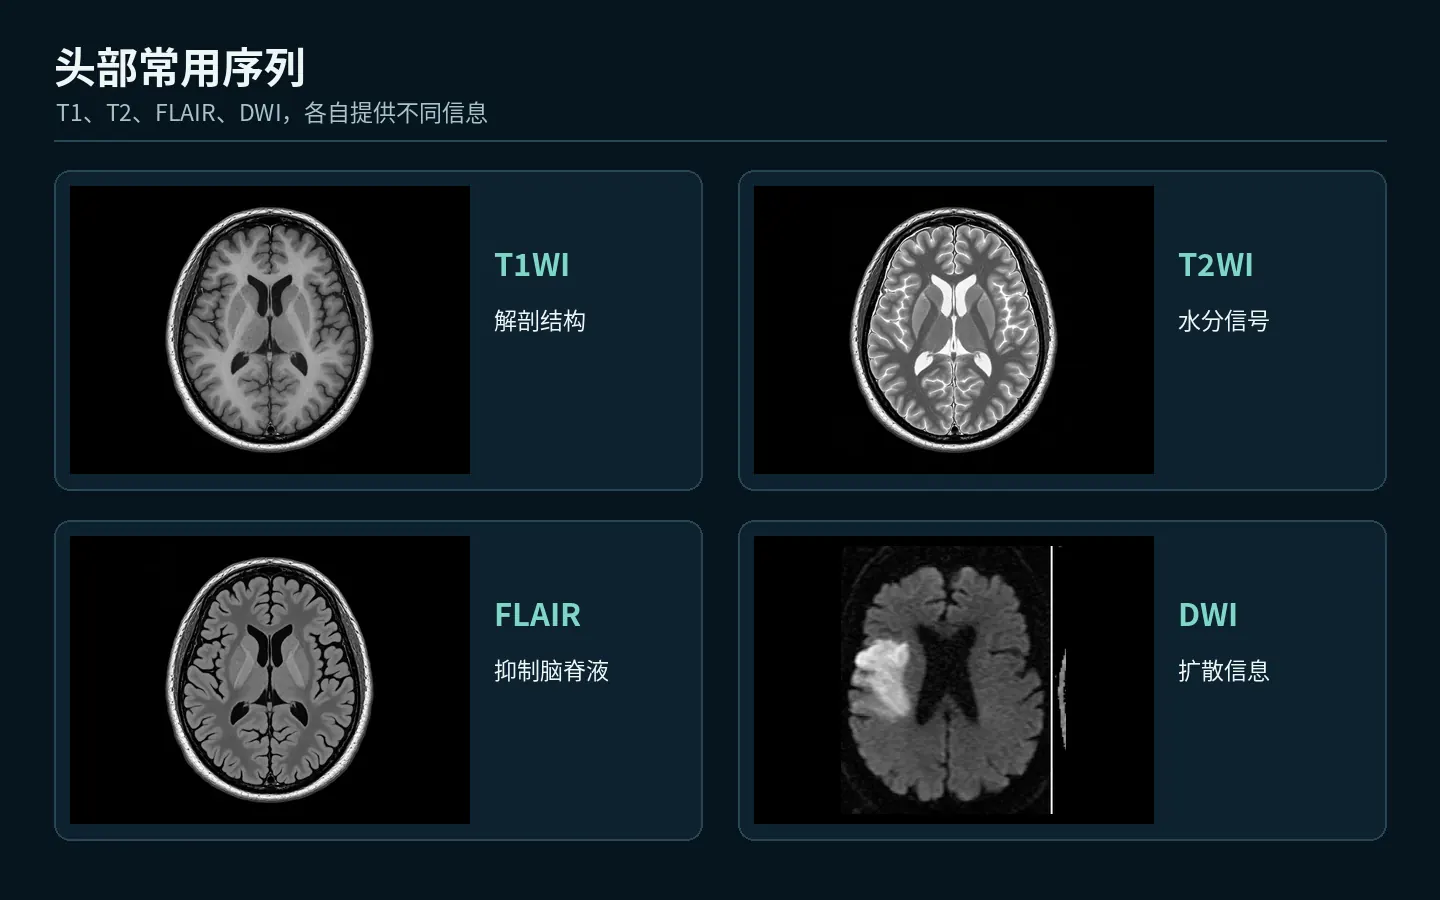 头部常用序列
T1、T2、FLAIR、DWI，各自提供不同信息
T1WI
解剖结构
T2WI
水分信号
FLAIR
抑制脑脊液
DWI
扩散信息